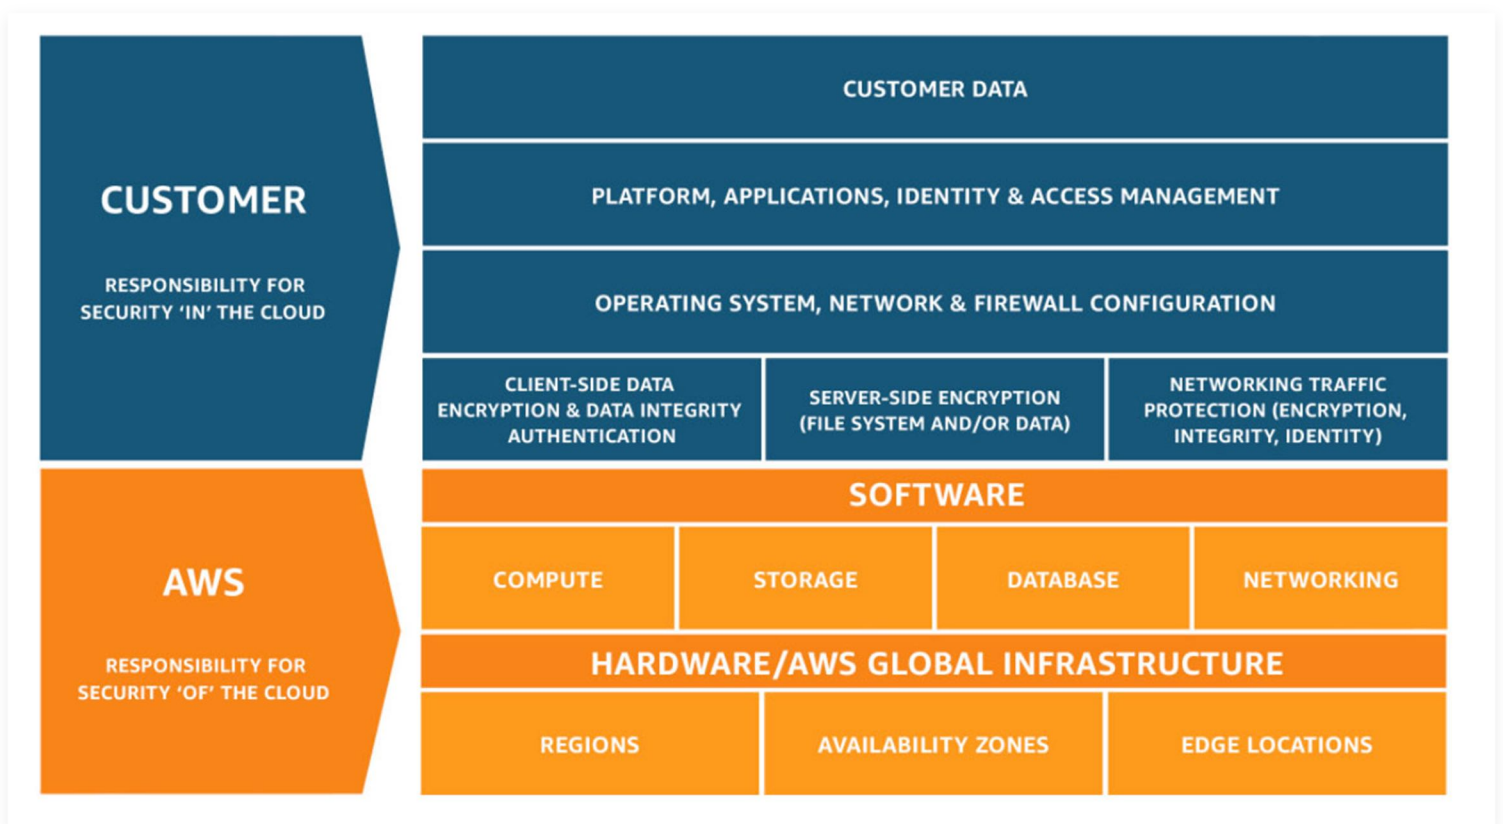 CUSTOMER
RESPONSIBILITY FOR
SECURITY ‘IN’ THE CLOUD
CUSTOMER DATA
PLATFORM, APPLICATIONS, IDENTITY & ACCESS MANAGEMENT
OPERATING SYSTEM, NETWORK & FIREWALL CONFIGURATION
CLIENT-SIDE DATA
ENCRYPTION & DATA INTEGRITY
AUTHENTICATION
SERVER-SIDE ENCRYPTION
(FILE SYSTEM AND/OR DATA)
NETWORKING TRAFFIC
PROTECTION (ENCRYPTION,
INTEGRITY, IDENTITY)
AWS
RESPONSIBILITY FOR
SECURITY ‘OF’ THE CLOUD
SOFTWARE
COMPUTE
STORAGE
DATABASE
NETWORKING
HARDWARE/AWS GLOBAL INFRASTRUCTURE
REGIONS
AVAILABILITY ZONES
EDGE LOCATIONS